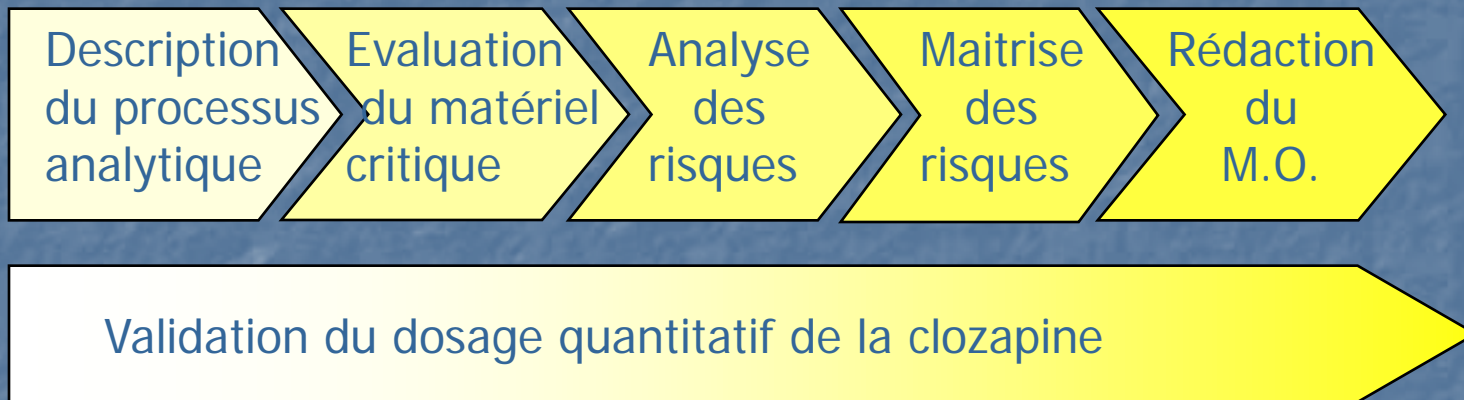 Description
du processus
analytique
Evaluation
du matériel
critique
Analyse
des
risques
Maitrise
des
risques
Rédaction
du
M.O.
Validation du dosage quantitatif de la clozapine